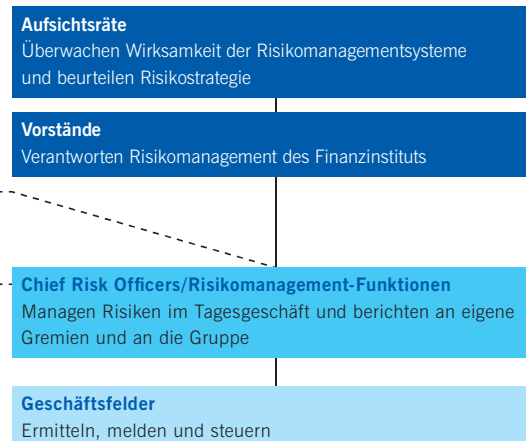 Aufsichtsräte
Überwachen Wirksamkeit der Risikomanagementsysteme
und beurteilen Risikostrategie
Vorstände
Verantworten Risikomanagement des Finanzinstituts
Chief Risk Officers/Risikomanagement-Funktionen
Managen Risiken im Tagesgeschäft und berichten an eigene
Gremien und an die Gruppe
Geschäftsfelder
Ermitteln, melden und steuern